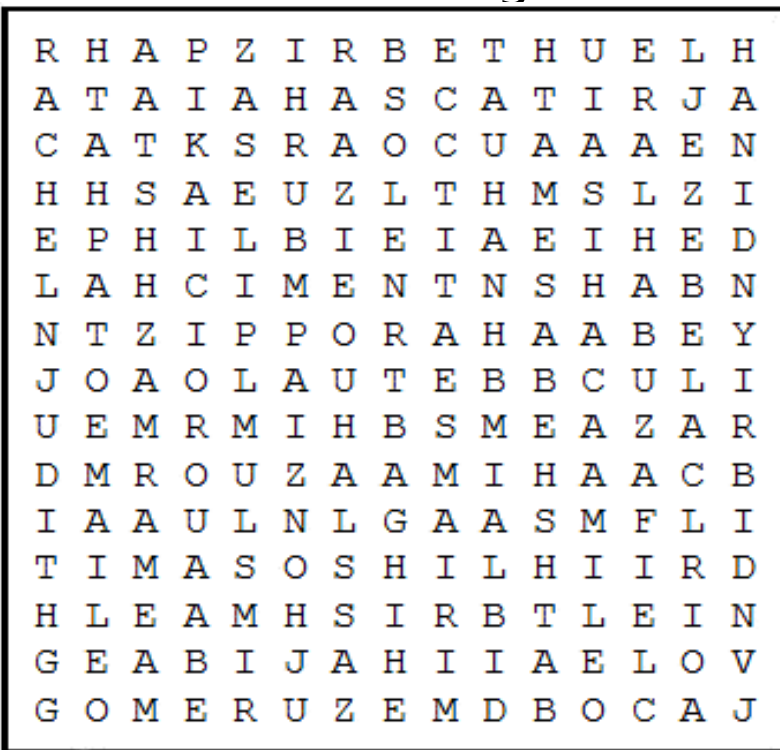 R H A P Z I R B E T H U E L H
A T A I A H A S C A T I R J A
C A T K S R A O C U A A A E N
H H S A E U Z L T H M S L Z I
E P H I L B I E I A E I H E D
L A H C I M E N T N S H A B N
N T Z I P P O R A H A A B E Y
J O A O L A U T E B B C U L I
U E M R M I H B S M E A Z A R
D M R O U Z A A M I H A A C B
I A A U L N L G A A S M F L I
T I M A S O S H I L H I I R D
H L E A M H S I R B T L E I N
G E A B I J A H I I A E L O V
G O M E R U Z E M D B O C A J